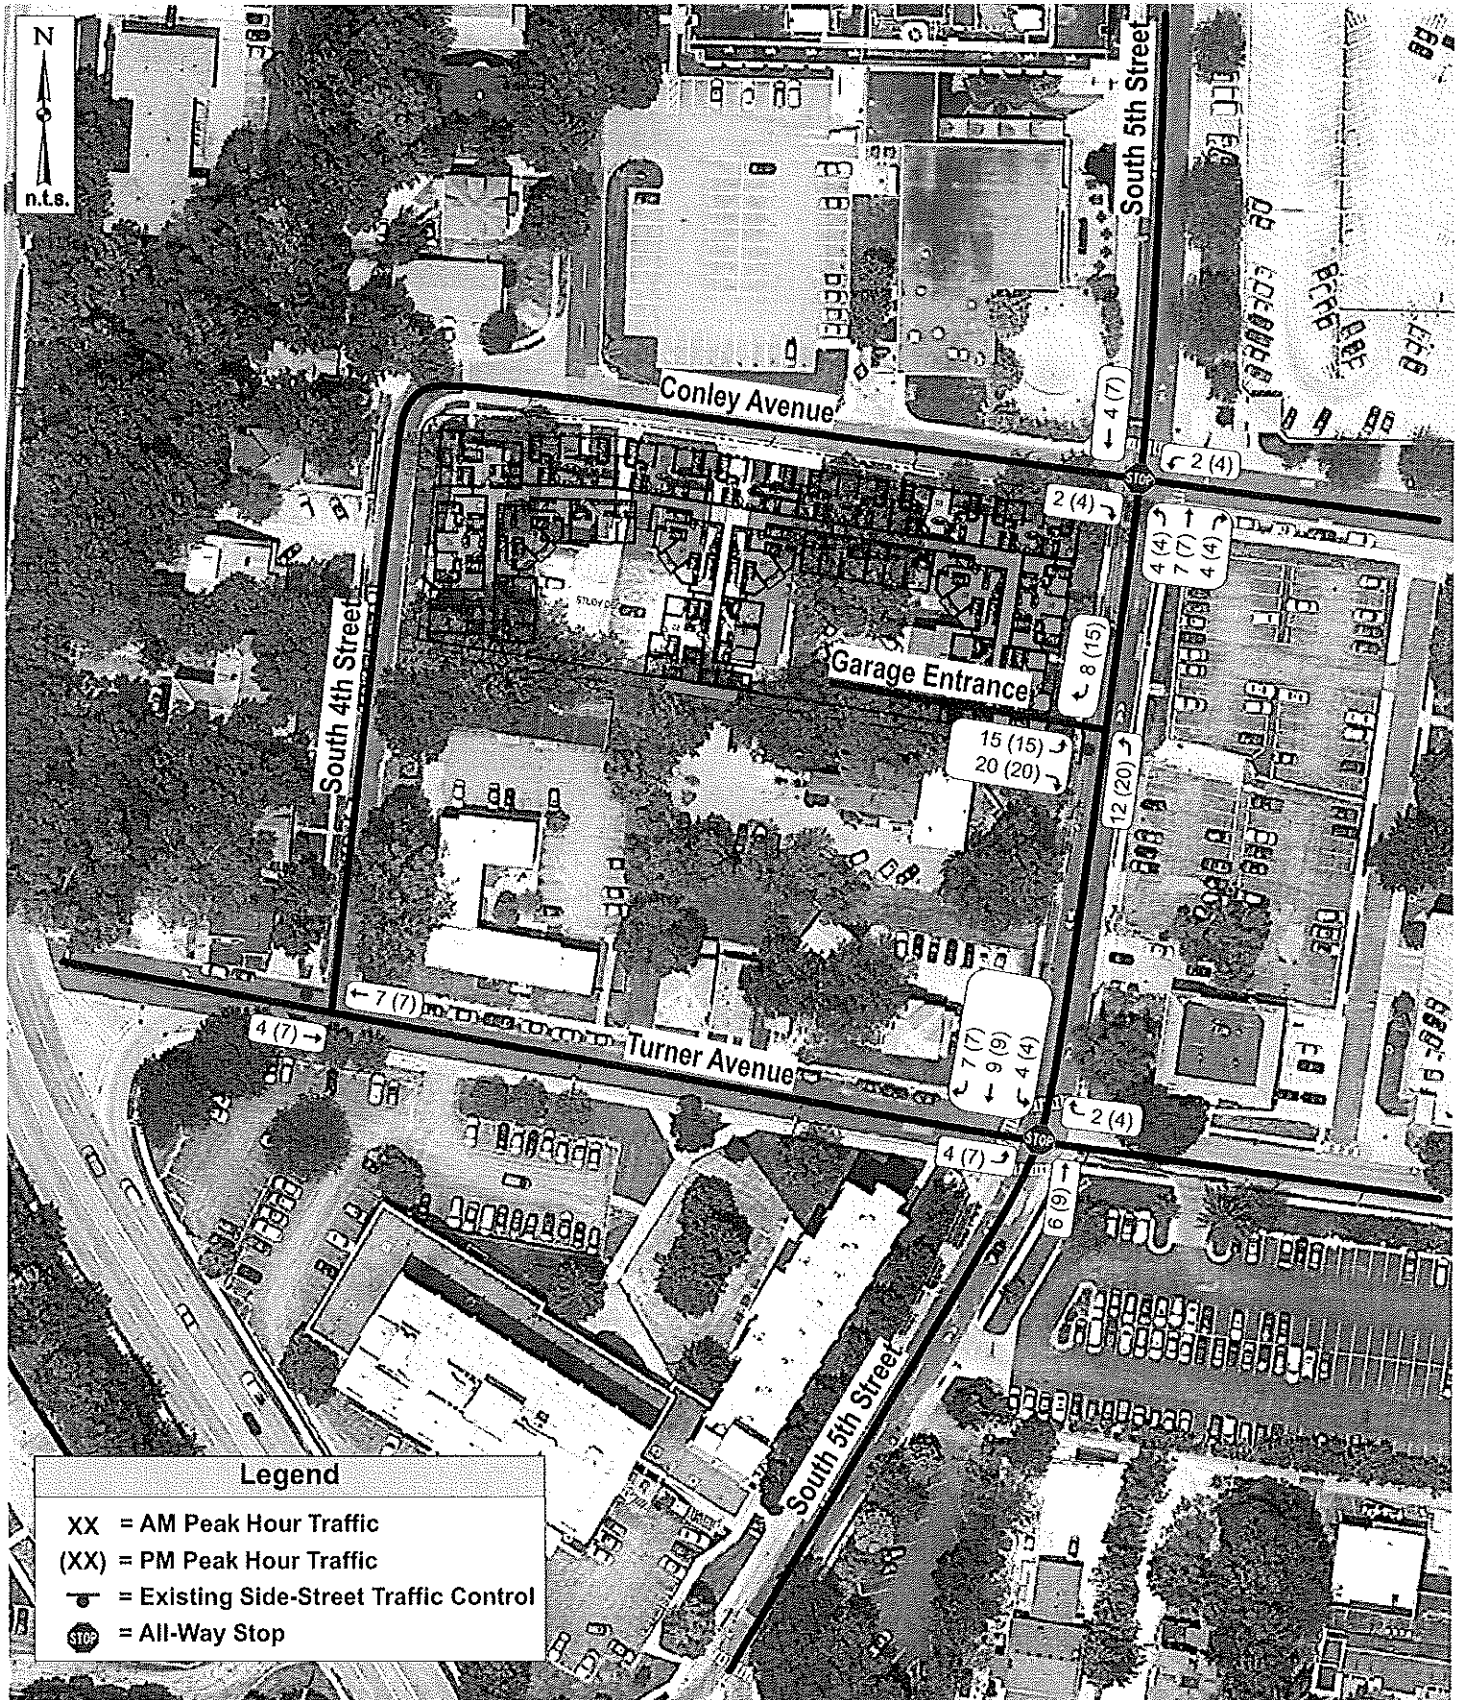 N
n.t.s.
South 5th Street
Conley Avenue
← 4 (7)
↶ 2 (4)
STOP
2 (4) ↴
4 (4) ↰
7 (7) ↑
4 (4) ↱
South 4th Street
Garage Entrance
↙ 8 (15)
15 (15) ⤴
20 (20) ⤵
12 (20) ↰
4 (7) →
← 7 (7)
Turner Avenue
7 (7)
9 (9)
4 (4)
2 (4)
STOP
4 (7)
6 (9) →
South 5th Street
Legend
XX = AM Peak Hour Traffic
(XX) = PM Peak Hour Traffic
= Existing Side-Street Traffic Control
STOP = All-Way Stop